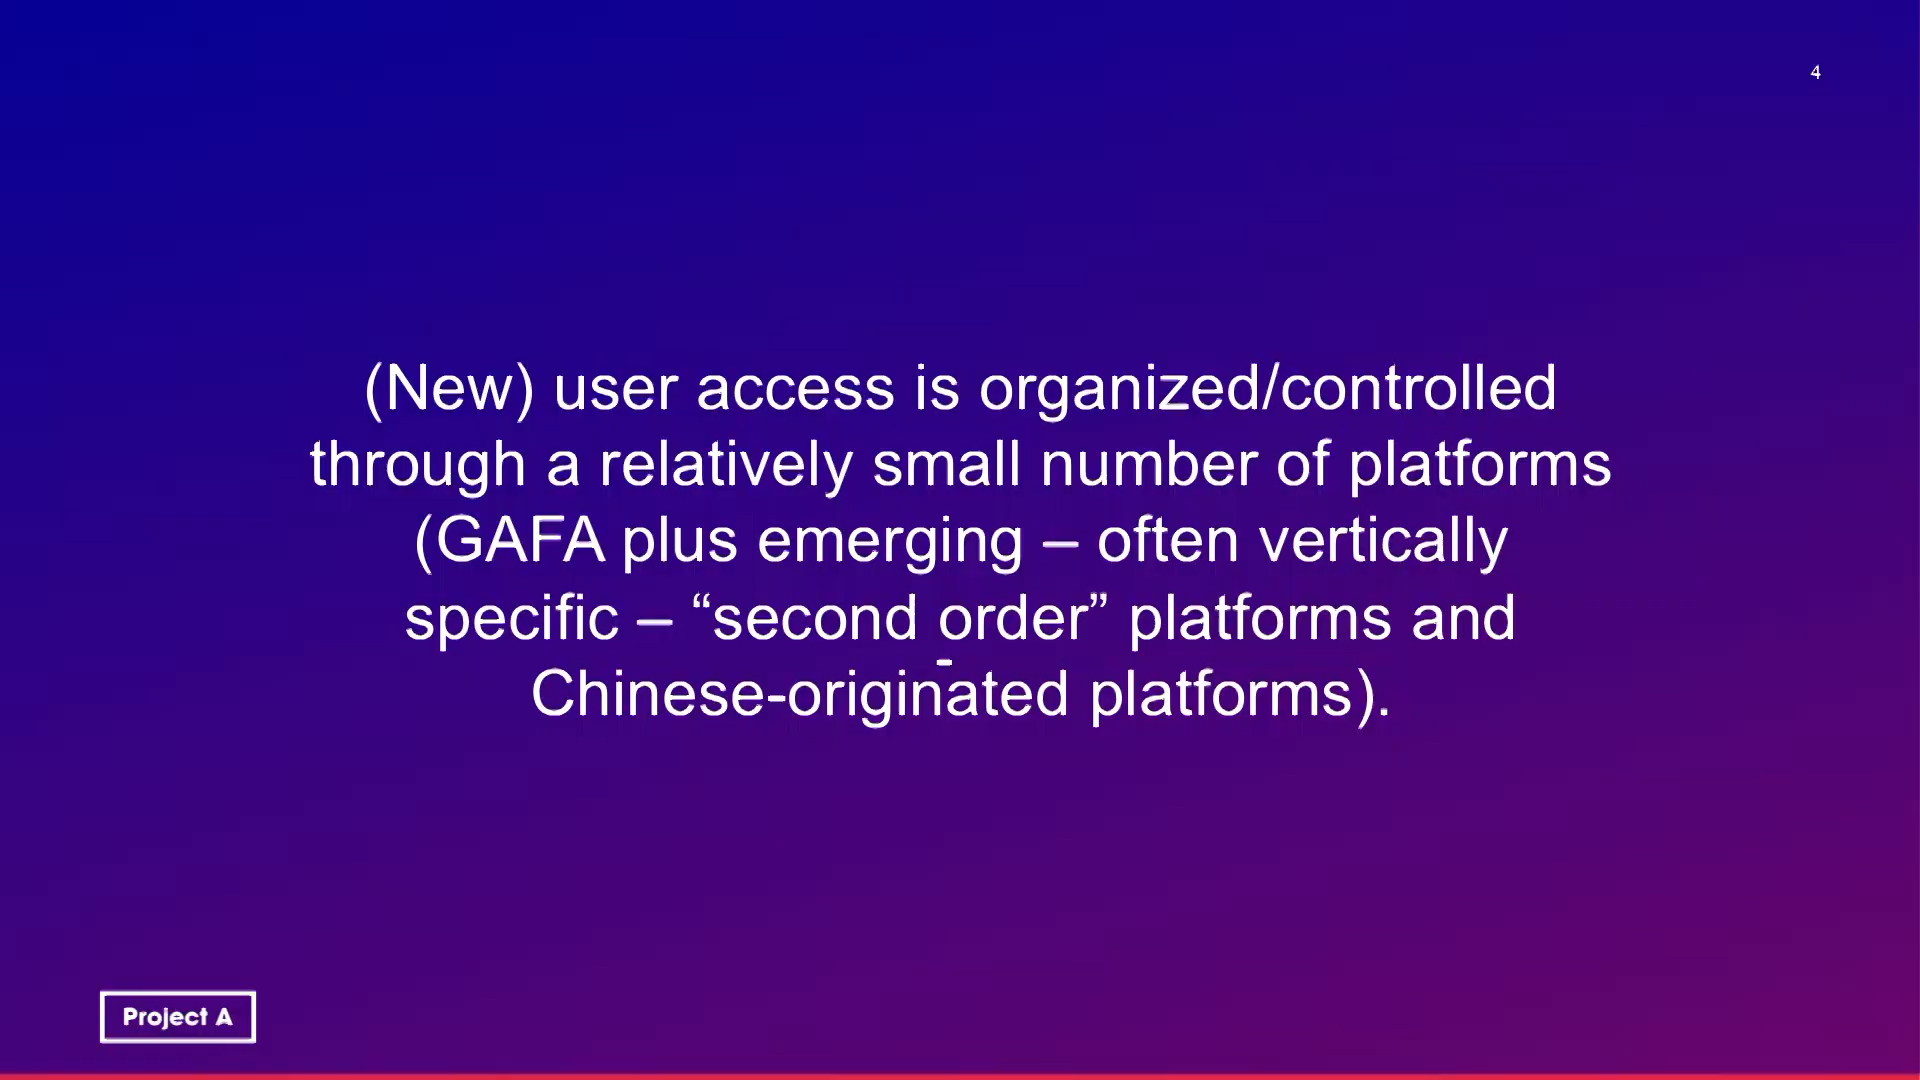 4
(New) user access is organized/controlled
through a relatively small number of platforms
(GAFA plus emerging – often vertically
specific – “second order” platforms and
Chinese-originated platforms).
Project A